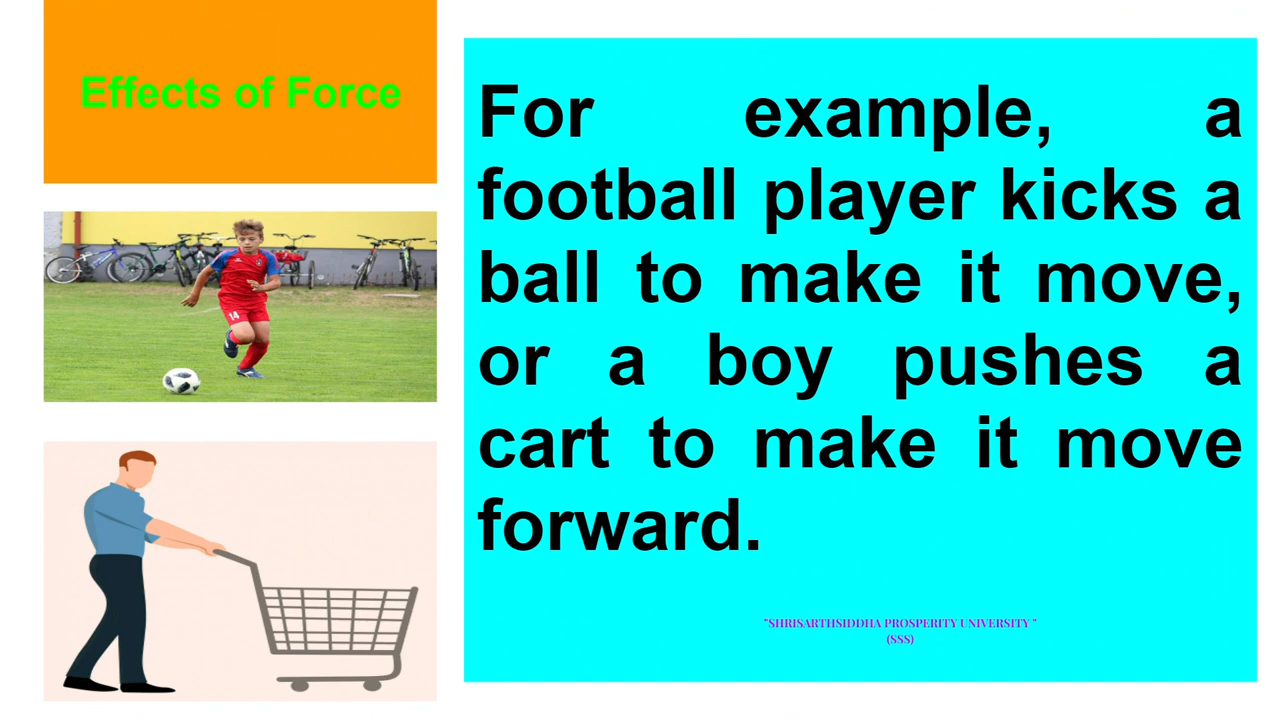 Effects of Force
For example, a
football player kicks a
ball to make it move,
or a boy pushes a
cart to make it move
forward.
14
"SHRISARTHSIDDHA PROSPERITY UNIVERSITY "
(SSS)